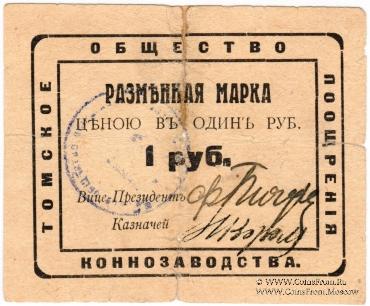 ОБЩЕСТВО
ТОМСКОЕ
ПООЩРЕНІЯ
РАЗМѢННАЯ МАРКА
ЦѢНОЮ ВЪ ОДИНЪ РУБ.
1 руб.
Вице-Президентъ
Казначей
КОННОЗАВОДСТВА.
© www.CoinsFrom.Ru
CoinsFrom.Moscow